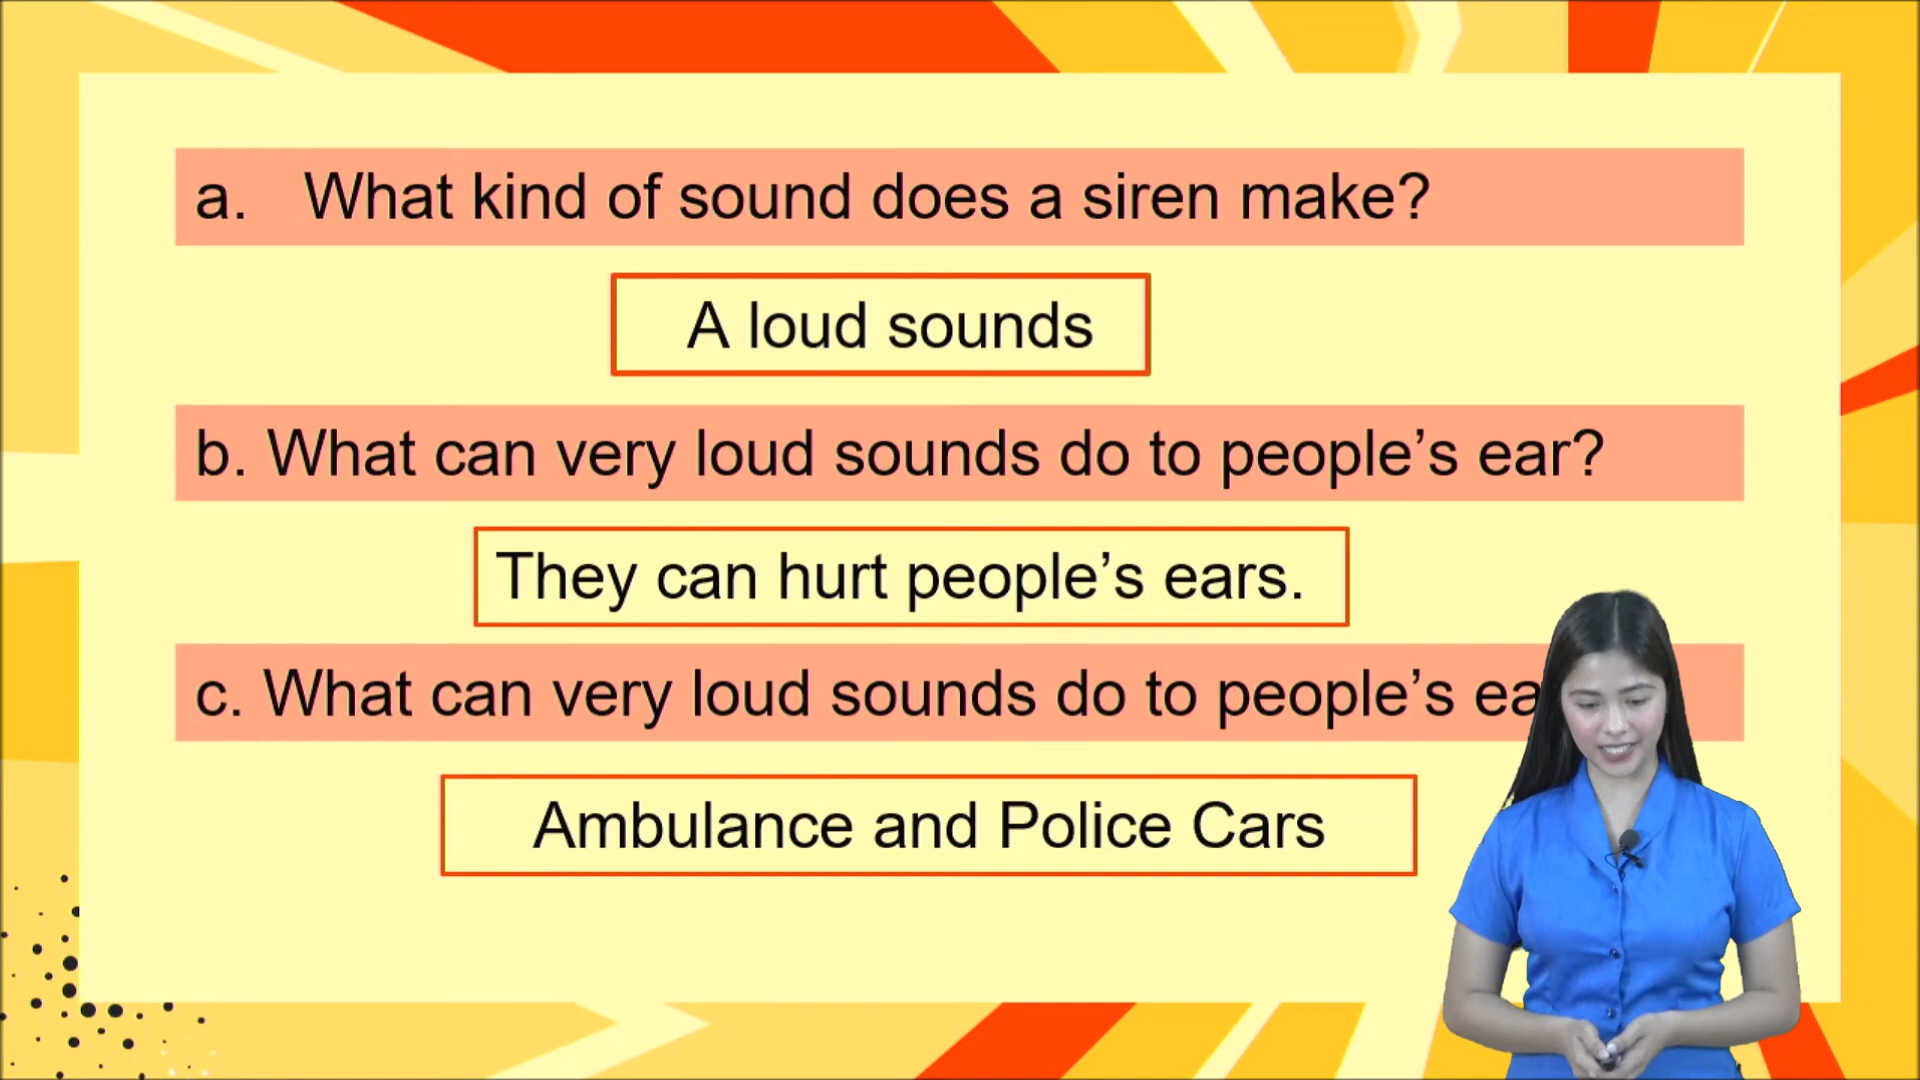 a. What kind of sound does a siren make?
A loud sounds
b. What can very loud sounds do to people’s ear?
They can hurt people’s ears.
c. What can very loud sounds do to people’s
Ambulance and Police Cars